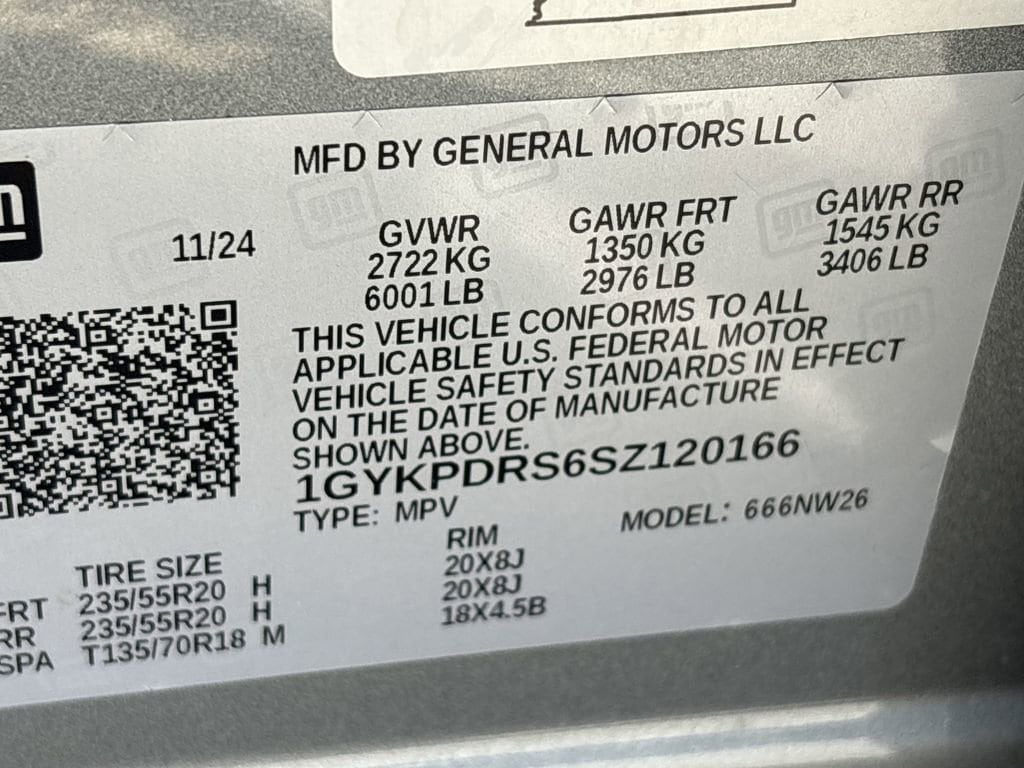 MFD BY GENERAL MOTORS LLC
gm
11/24
GVWR GAWR FRT GAWR RR
2722 KG 1350 KG 1545 KG
6001 LB 2976 LB 3406 LB
THIS VEHICLE CONFORMS TO ALL
APPLICABLE U.S. FEDERAL MOTOR
VEHICLE SAFETY STANDARDS IN EFFECT
ON THE DATE OF MANUFACTURE
SHOWN ABOVE.
1GYKPDRS6SZ120166
TYPE: MPV MODEL: 666NW26
TIRE SIZE RIM
FRT 235/55R20 H 20X8J
RR 235/55R20 H 20X8J
SPA T135/70R18 M 18X4.5B